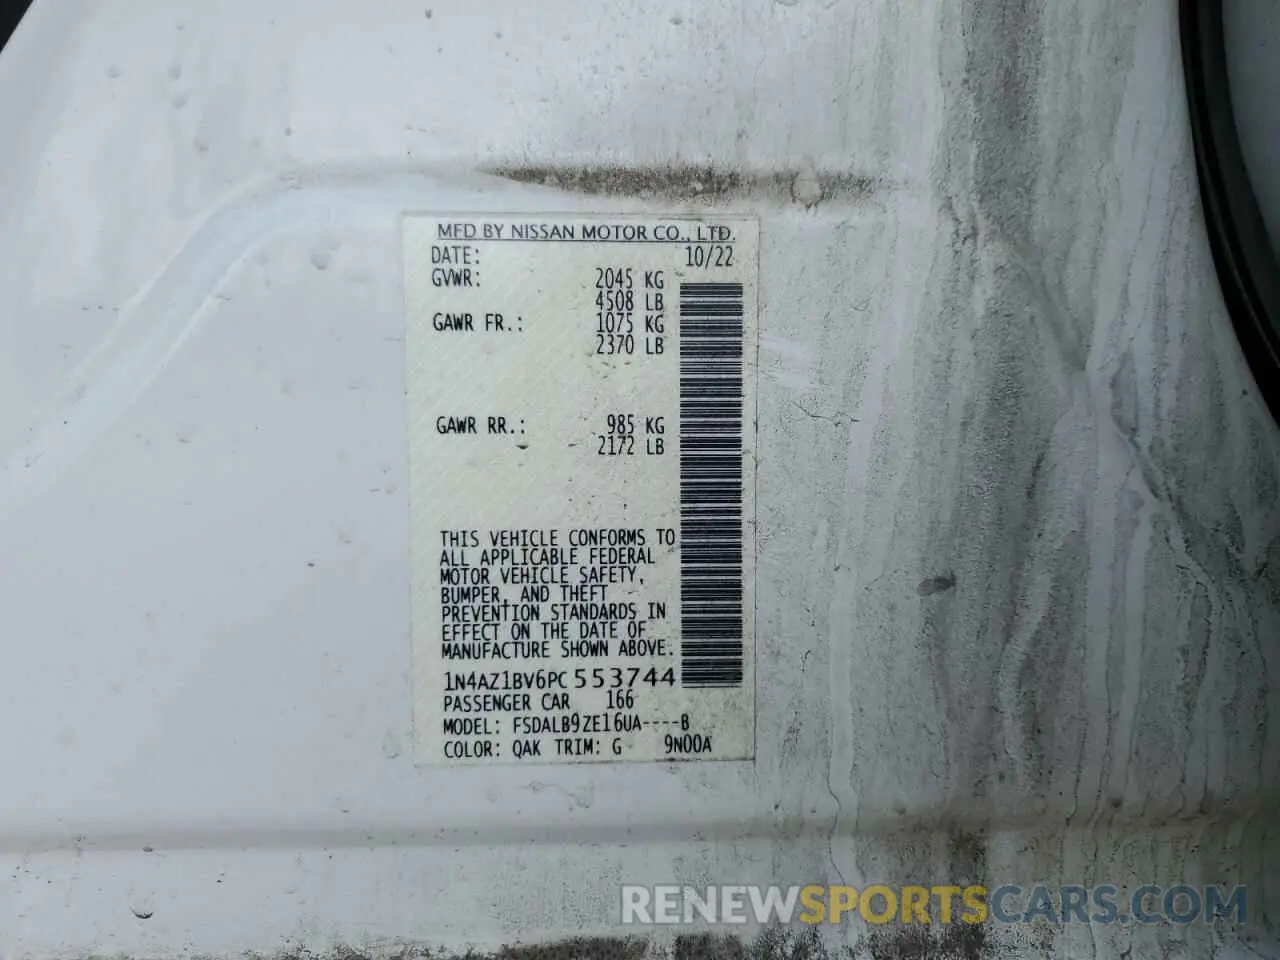 MFD BY NISSAN MOTOR CO., LTD.
DATE: 10/22
GVWR: 2045 KG
4508 LB
GAWR FR.: 1075 KG
2370 LB
GAWR RR.: 985 KG
2172 LB
THIS VEHICLE CONFORMS TO
ALL APPLICABLE FEDERAL
MOTOR VEHICLE SAFETY,
BUMPER, AND THEFT
PREVENTION STANDARDS IN
EFFECT ON THE DATE OF
MANUFACTURE SHOWN ABOVE.
1N4AZ1BV6PC553744
PASSENGER CAR 166
MODEL: FSDALB9ZE16UA----B
COLOR: QAK TRIM: G 9N00A
RENEWSPORTSCARS.COM